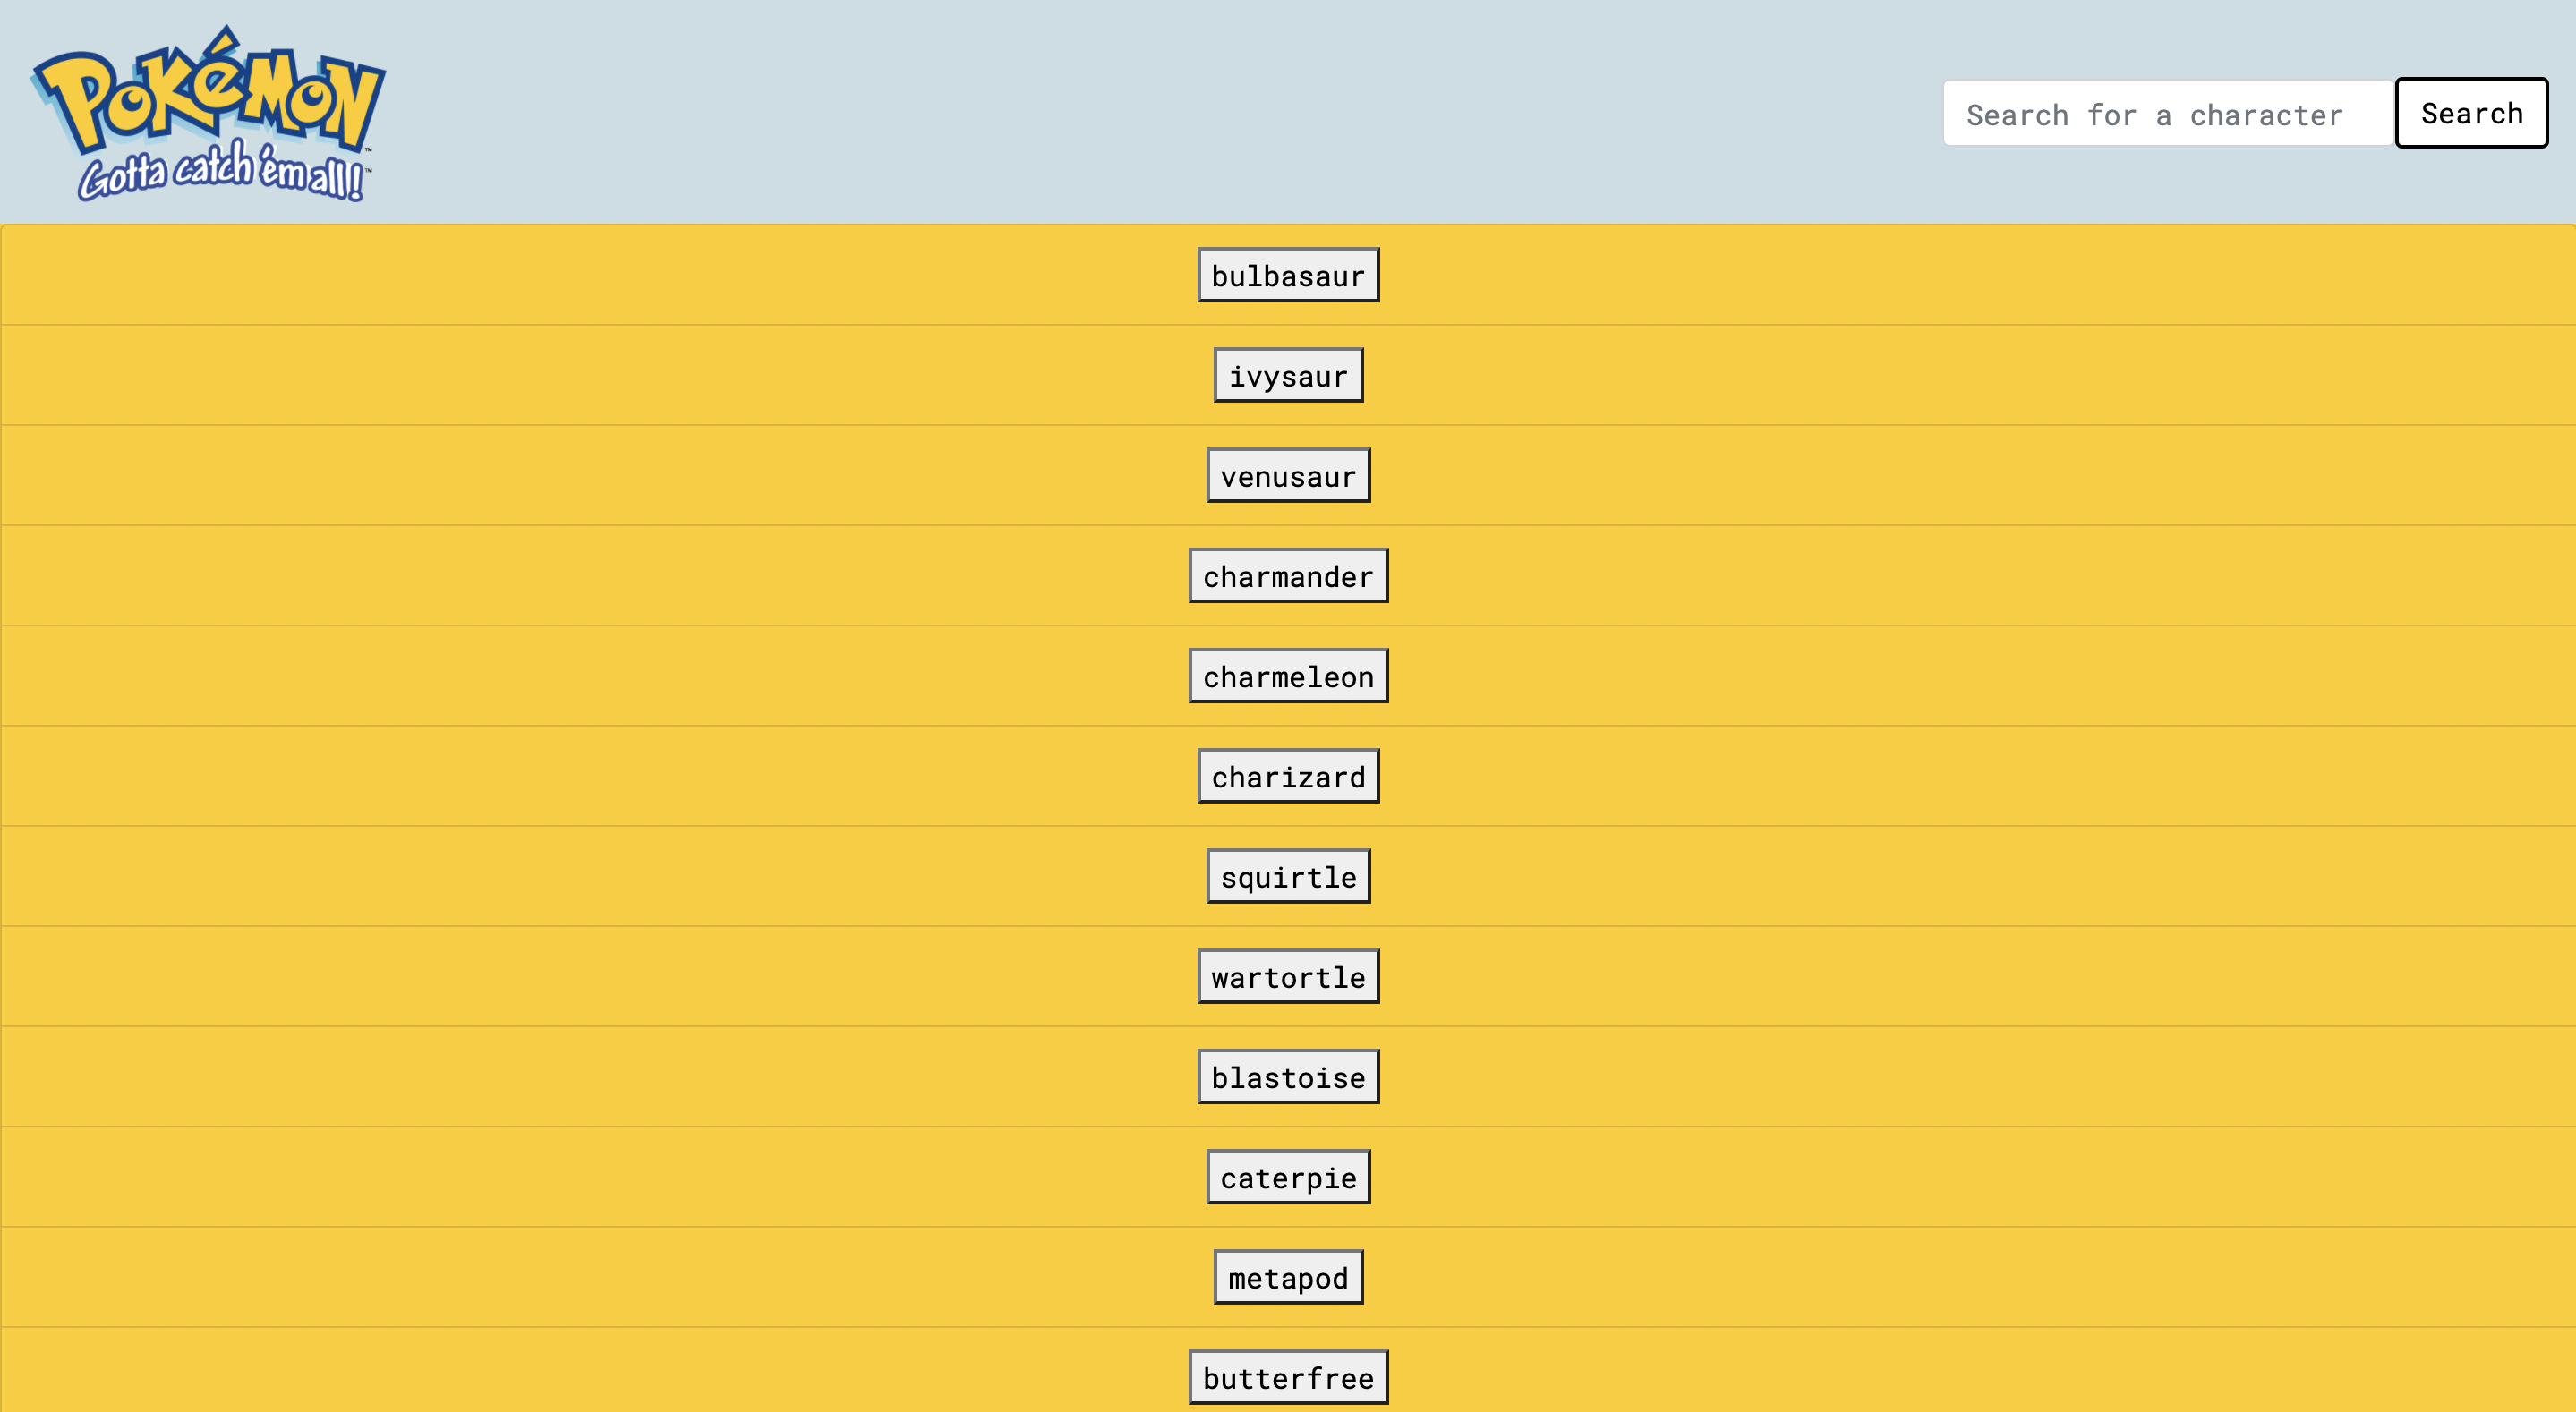 Pokémon™
Gotta catch 'em all!™
Search for a character
Search
bulbasaur
ivysaur
venusaur
charmander
charmeleon
charizard
squirtle
wartortle
blastoise
caterpie
metapod
butterfree